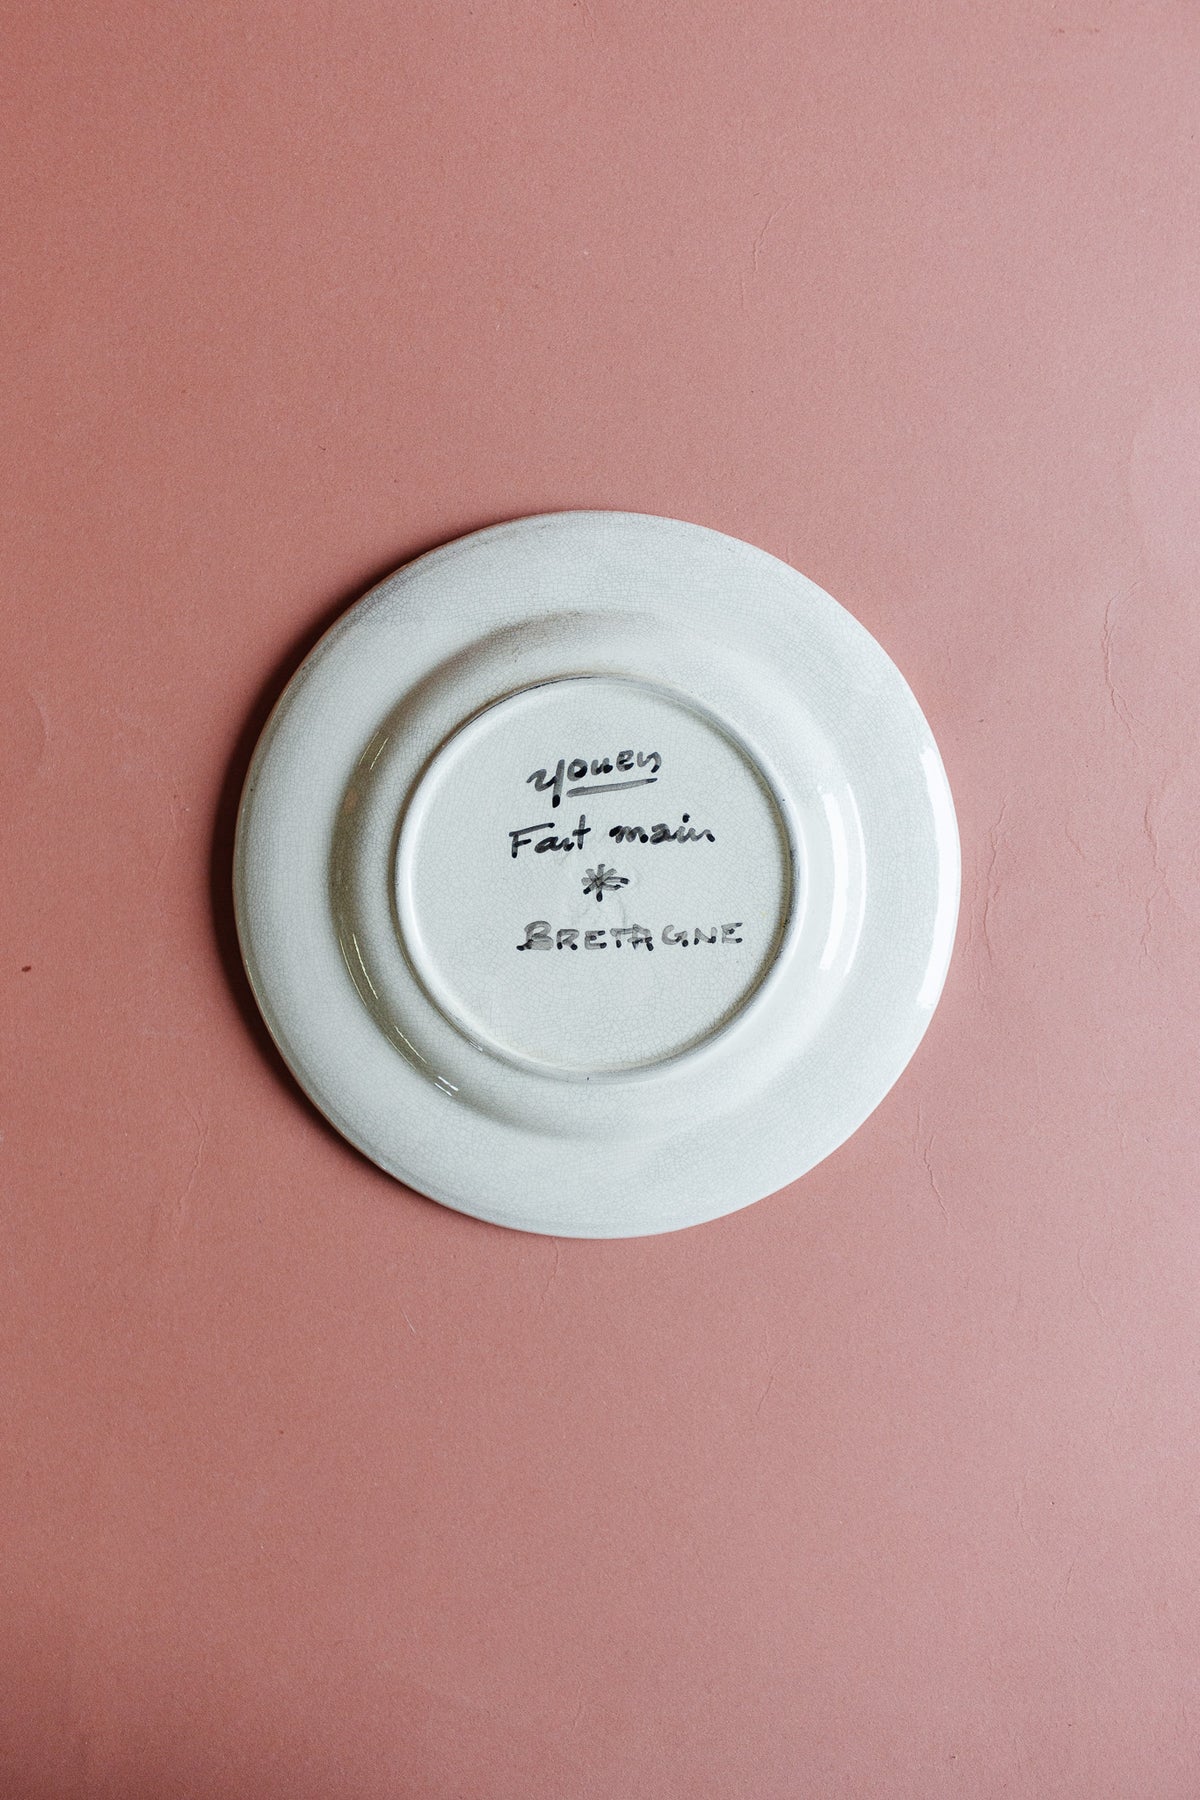 youen
Fait main
*
BRETAGNE